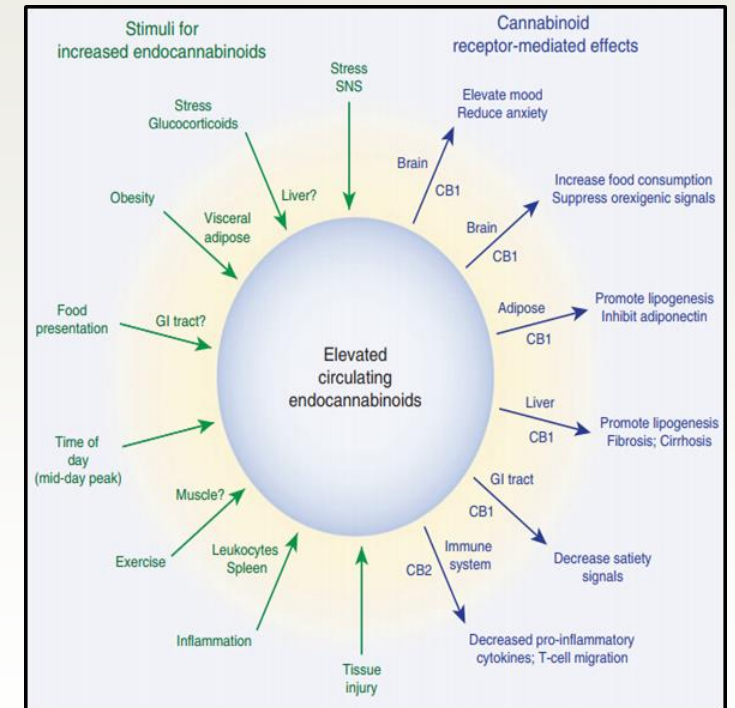 Stimuli for
increased endocannabinoids
Cannabinoid
receptor-mediated effects
Stress
SNS
Stress
Glucocorticoids
Liver?
Obesity
Visceral
adipose
Food
presentation
GI tract?
Time of
day
(mid-day peak)
Muscle?
Exercise
Leukocytes
Spleen
Inflammation
Tissue
injury
Elevated
circulating
endocannabinoids
Elevate mood
Reduce anxiety
Brain
CB1
Increase food consumption
Suppress orexigenic signals
Brain
CB1
Adipose
CB1
Promote lipogenesis
Inhibit adiponectin
Liver
CB1
Promote lipogenesis
Fibrosis; Cirrhosis
GI tract
CB1
Decrease satiety
signals
Immune
system
CB2
Decreased pro-inflammatory
cytokines; T-cell migration